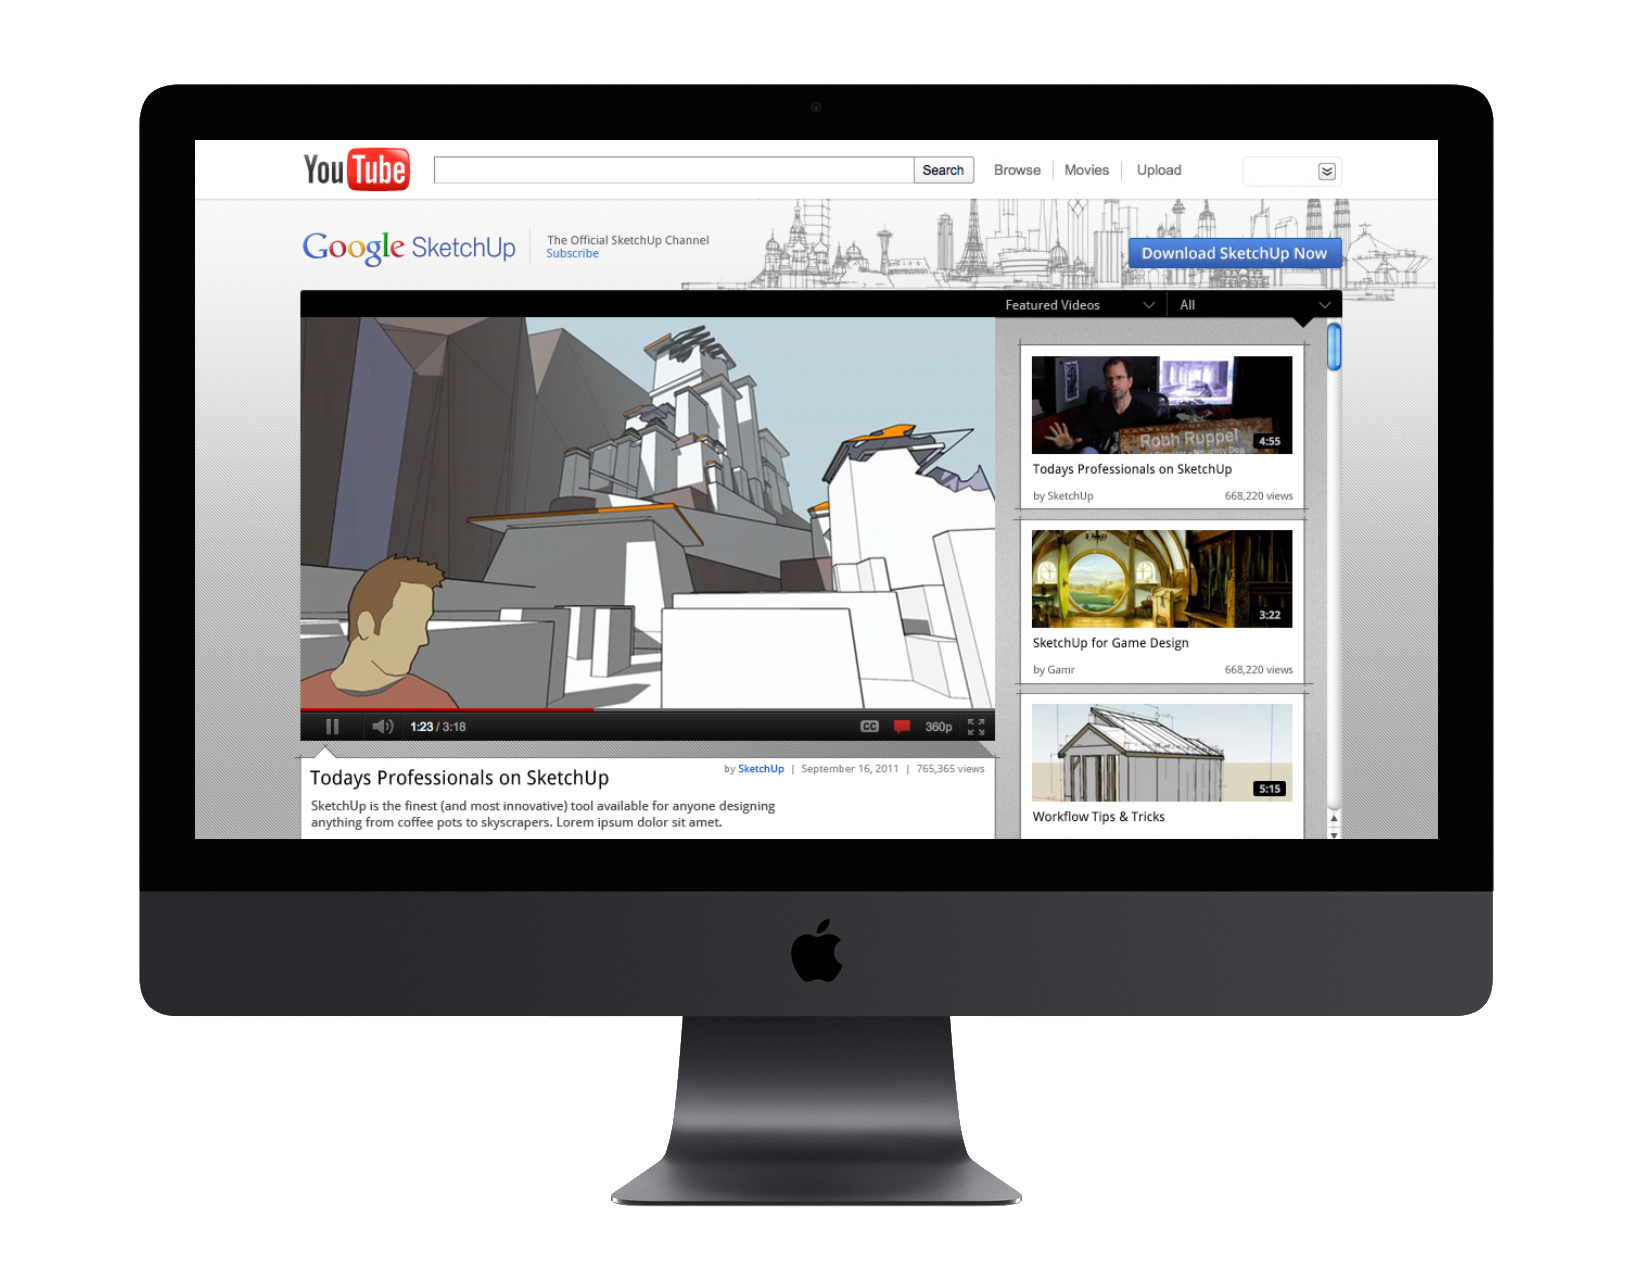 YouTube
Search
Browse
Movies
Upload
Google SketchUp
The Official SketchUp Channel
Subscribe
Download SketchUp Now
Featured Videos
All
Robh Ruppel
4:55
Todays Professionals on SketchUp
by SketchUp 668,220 views
3:22
SketchUp for Game Design
by Gamr 668,220 views
5:15
Workflow Tips & Tricks
1:23 / 3:18
CC
360p
Todays Professionals on SketchUp
by SketchUp | September 16, 2011 | 765,365 views
SketchUp is the finest (and most innovative) tool available for anyone designing
anything from coffee pots to skyscrapers. Lorem ipsum dolor sit amet.